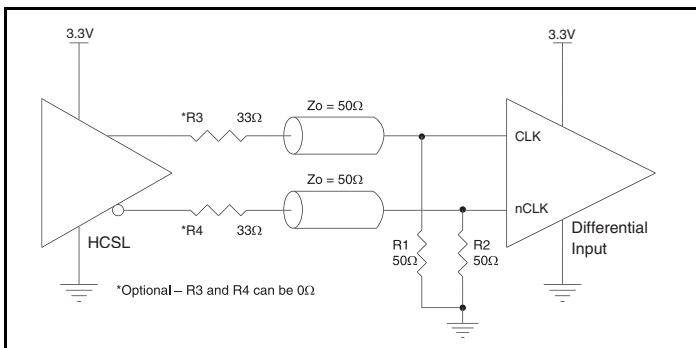 3.3V
3.3V
*R3 33Ω
Zo = 50Ω
CLK
Zo = 50Ω
nCLK
*R4 33Ω
HCSL
R1
50Ω
R2
50Ω
Differential
Input
*Optional – R3 and R4 can be 0Ω